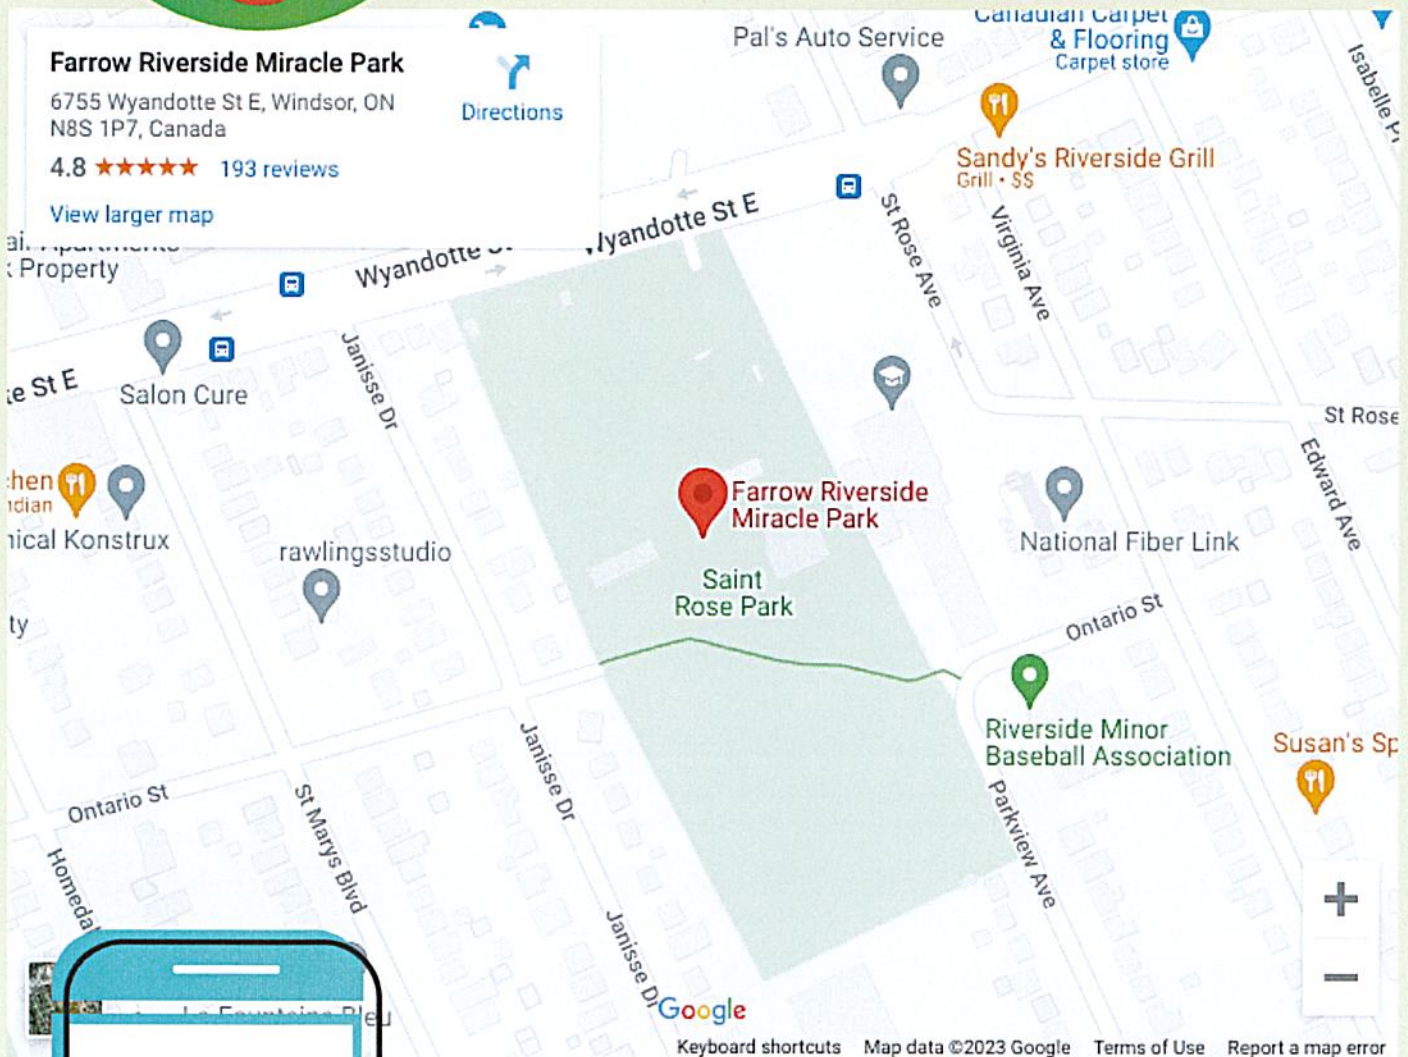 Farrow Riverside Miracle Park
6755 Wyandotte St E, Windsor, ON
N8S 1P7, Canada
4.8 ★★★★★ 193 reviews
View larger map
Directions
Pal's Auto Service
Canadian Carpet
& Flooring
Carpet store
Sandy's Riverside Grill
Grill • $$
Isabelle
Wyandotte St E
Wyandotte
St Rose Ave
Virginia Ave
Property
St E
Salon Cure
Janisse Dr
St Rose
Edward Ave
Konstrux
rawlingsstudio
Farrow Riverside
Miracle Park
National Fiber Link
Saint
Rose Park
Ontario St
Riverside Minor
Baseball Association
Susan's
Janisse Dr
Ontario St
St Marys Blvd
Parkview Ave
Janisse Dr
Google
Keyboard shortcuts Map data ©2023 Google Terms of Use Report a map error